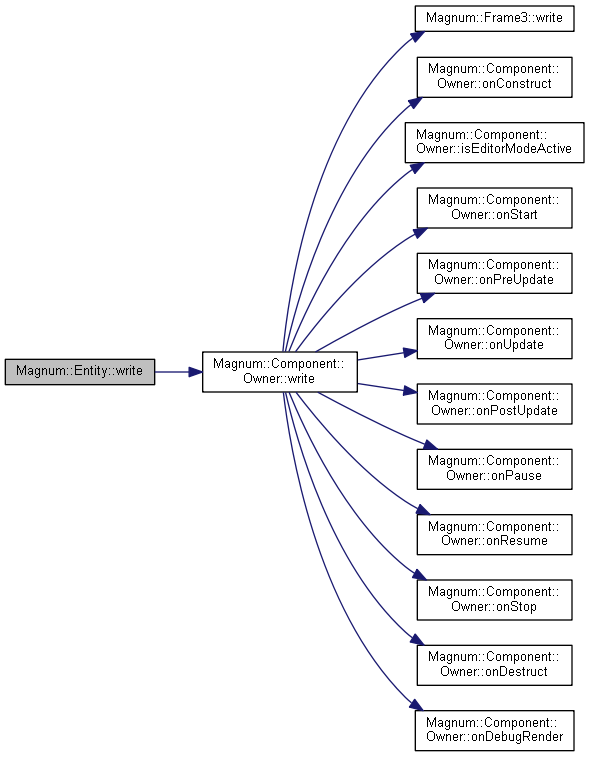 Magnum::Entity::write
Magnum::Component::
Owner::write
Magnum::Frame3::write
Magnum::Component::
Owner::onConstruct
Magnum::Component::
Owner::isEditorModeActive
Magnum::Component::
Owner::onStart
Magnum::Component::
Owner::onPreUpdate
Magnum::Component::
Owner::onUpdate
Magnum::Component::
Owner::onPostUpdate
Magnum::Component::
Owner::onPause
Magnum::Component::
Owner::onResume
Magnum::Component::
Owner::onStop
Magnum::Component::
Owner::onDestruct
Magnum::Component::
Owner::onDebugRender